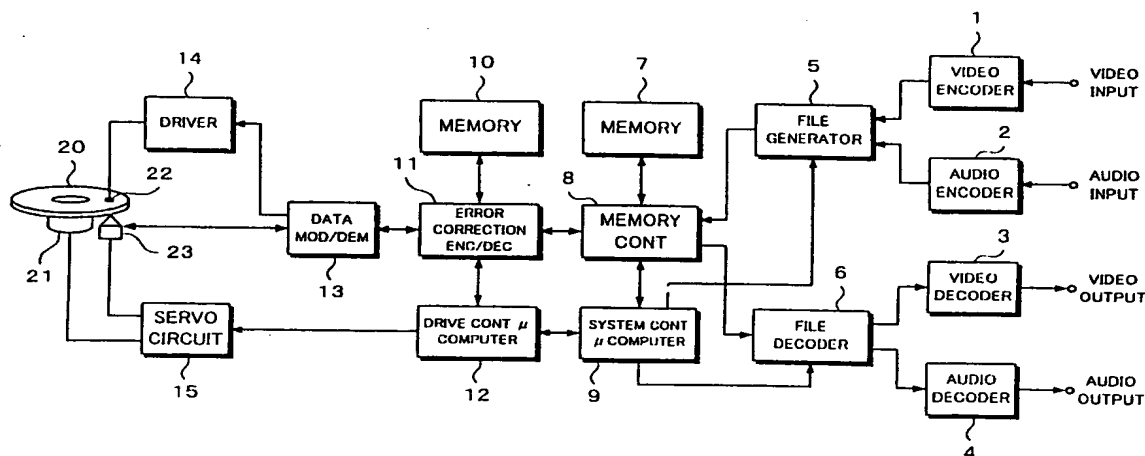 1
VIDEO
ENCODER
VIDEO
INPUT
2
AUDIO
ENCODER
AUDIO
INPUT
5
FILE
GENERATOR
7
MEMORY
10
MEMORY
14
DRIVER
20
22
21
23
DATA
MOD/DEM
13
11
ERROR
CORRECTION
ENC/DEC
8
MEMORY
CONT
3
VIDEO
DECODER
VIDEO
OUTPUT
6
FILE
DECODER
SERVO
CIRCUIT
15
DRIVE CONT μ
COMPUTER
12
SYSTEM CONT
μ COMPUTER
9
AUDIO
DECODER
4
AUDIO
OUTPUT